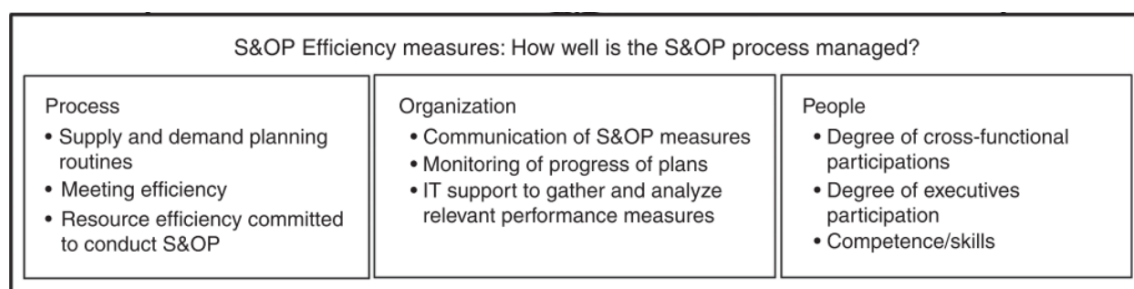 S&OP Efficiency measures: How well is the S&OP process managed?
Process
• Supply and demand planning
routines
• Meeting efficiency
• Resource efficiency committed
to conduct S&OP
Organization
• Communication of S&OP measures
• Monitoring of progress of plans
• IT support to gather and analyze
relevant performance measures
People
• Degree of cross-functional
participations
• Degree of executives
participation
• Competence/skills